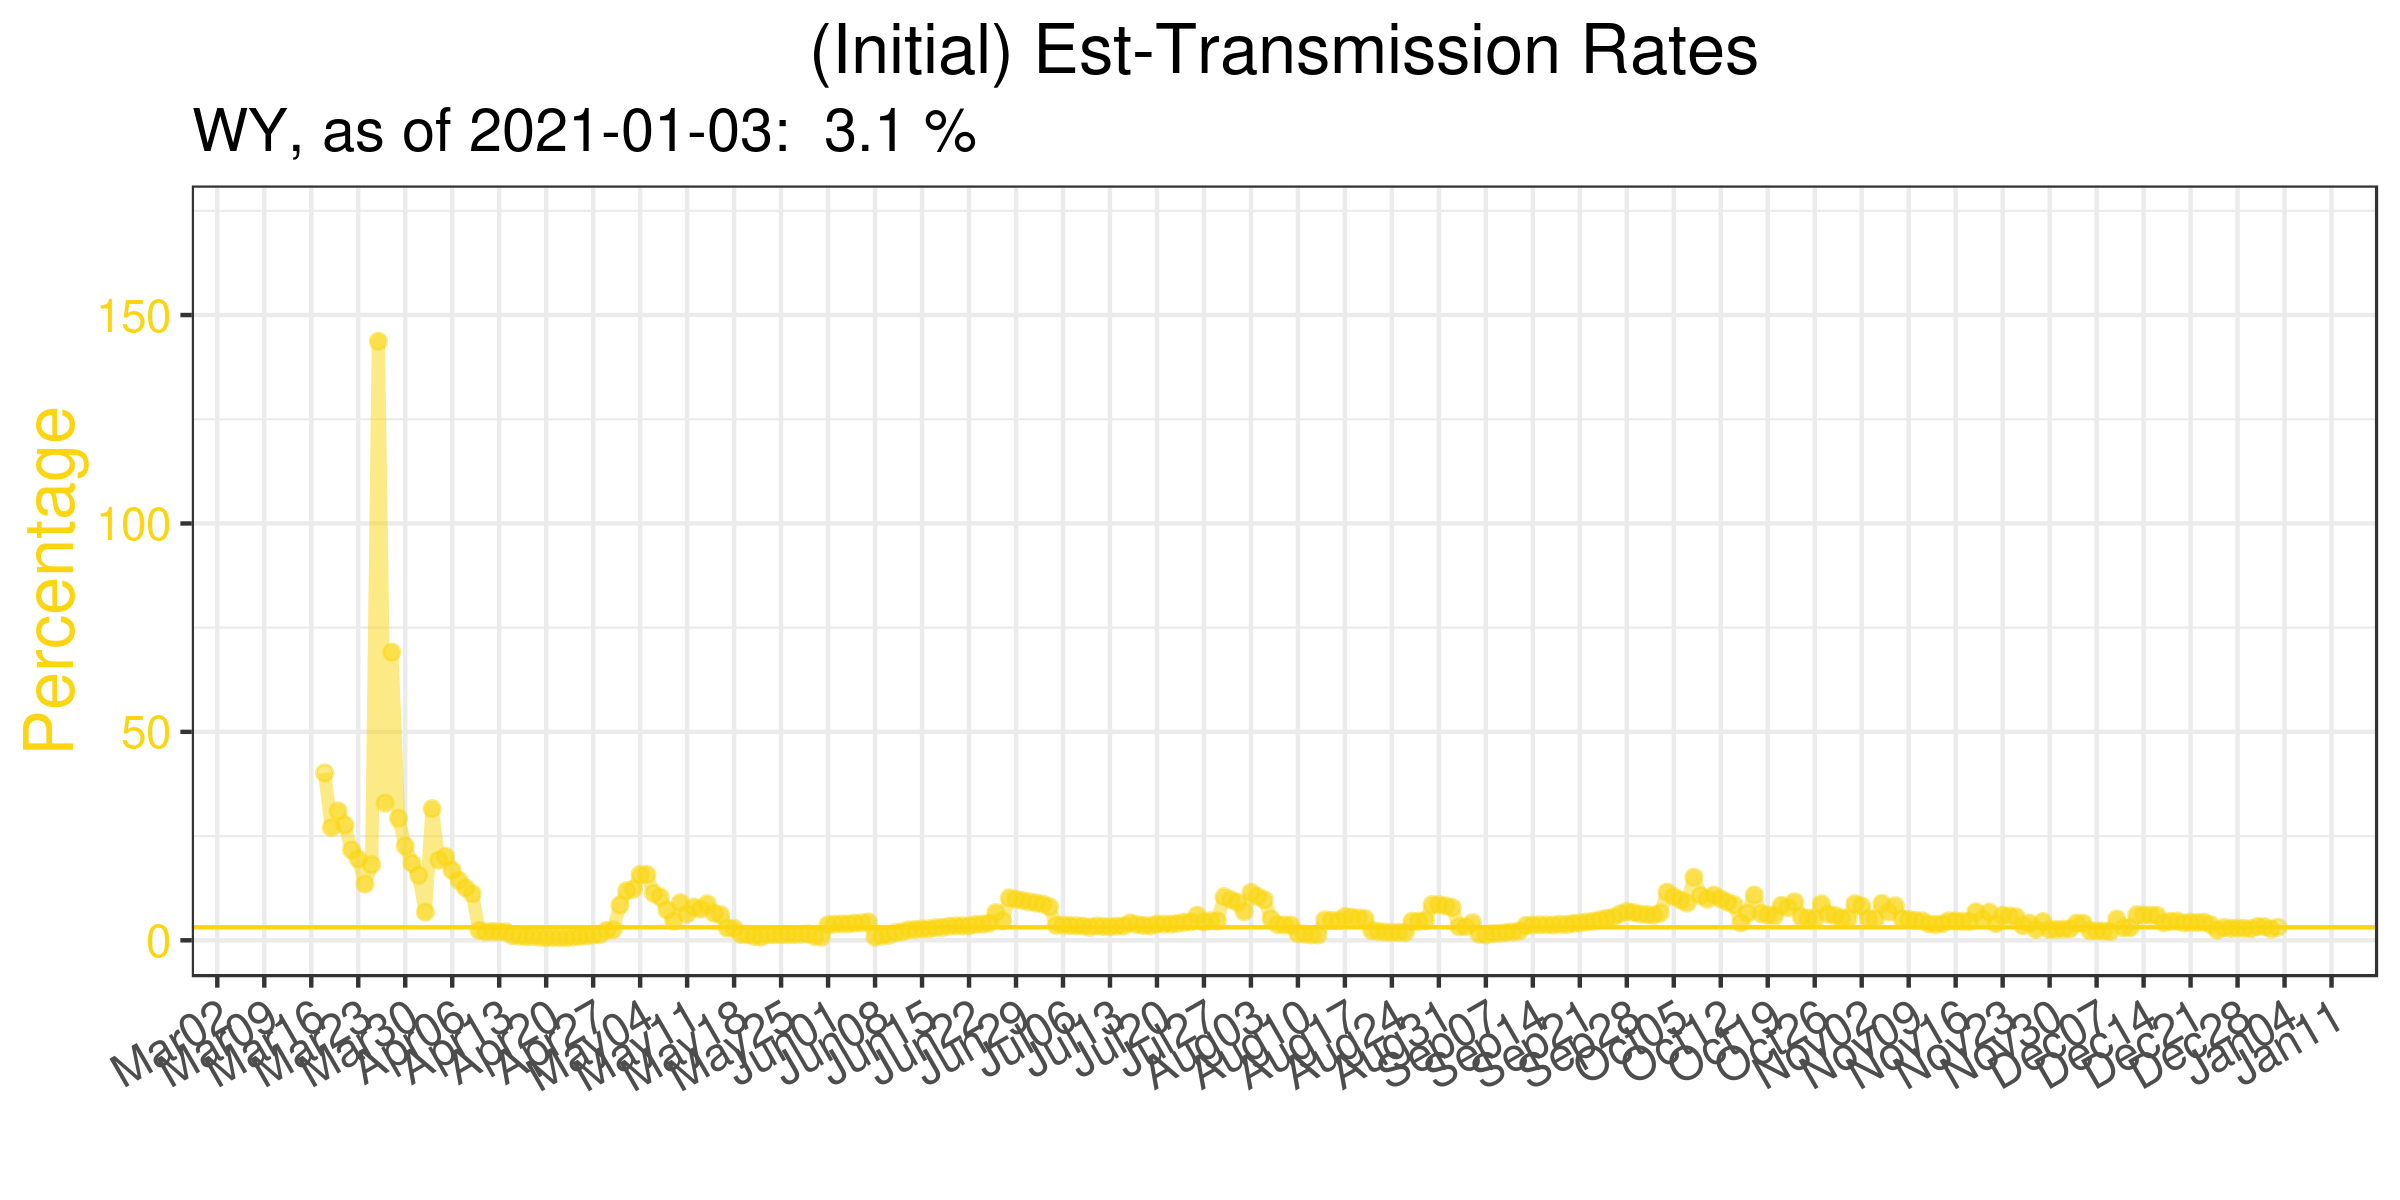 (Initial) Est-Transmission Rates
WY, as of 2021-01-03:  3.1 %
Percentage
150
100
50
0
Mar02
Mar09
Mar16
Mar23
Mar30
Apr06
Apr13
Apr20
Apr27
May04
May11
May18
May25
Jun01
Jun08
Jun15
Jun22
Jun29
Jul06
Jul13
Jul20
Jul27
Aug03
Aug10
Aug17
Aug24
Aug31
Sep07
Sep14
Sep21
Sep28
Oct05
Oct12
Oct19
Oct26
Nov02
Nov09
Nov16
Nov23
Nov30
Dec07
Dec14
Dec21
Dec28
Jan04
Jan11